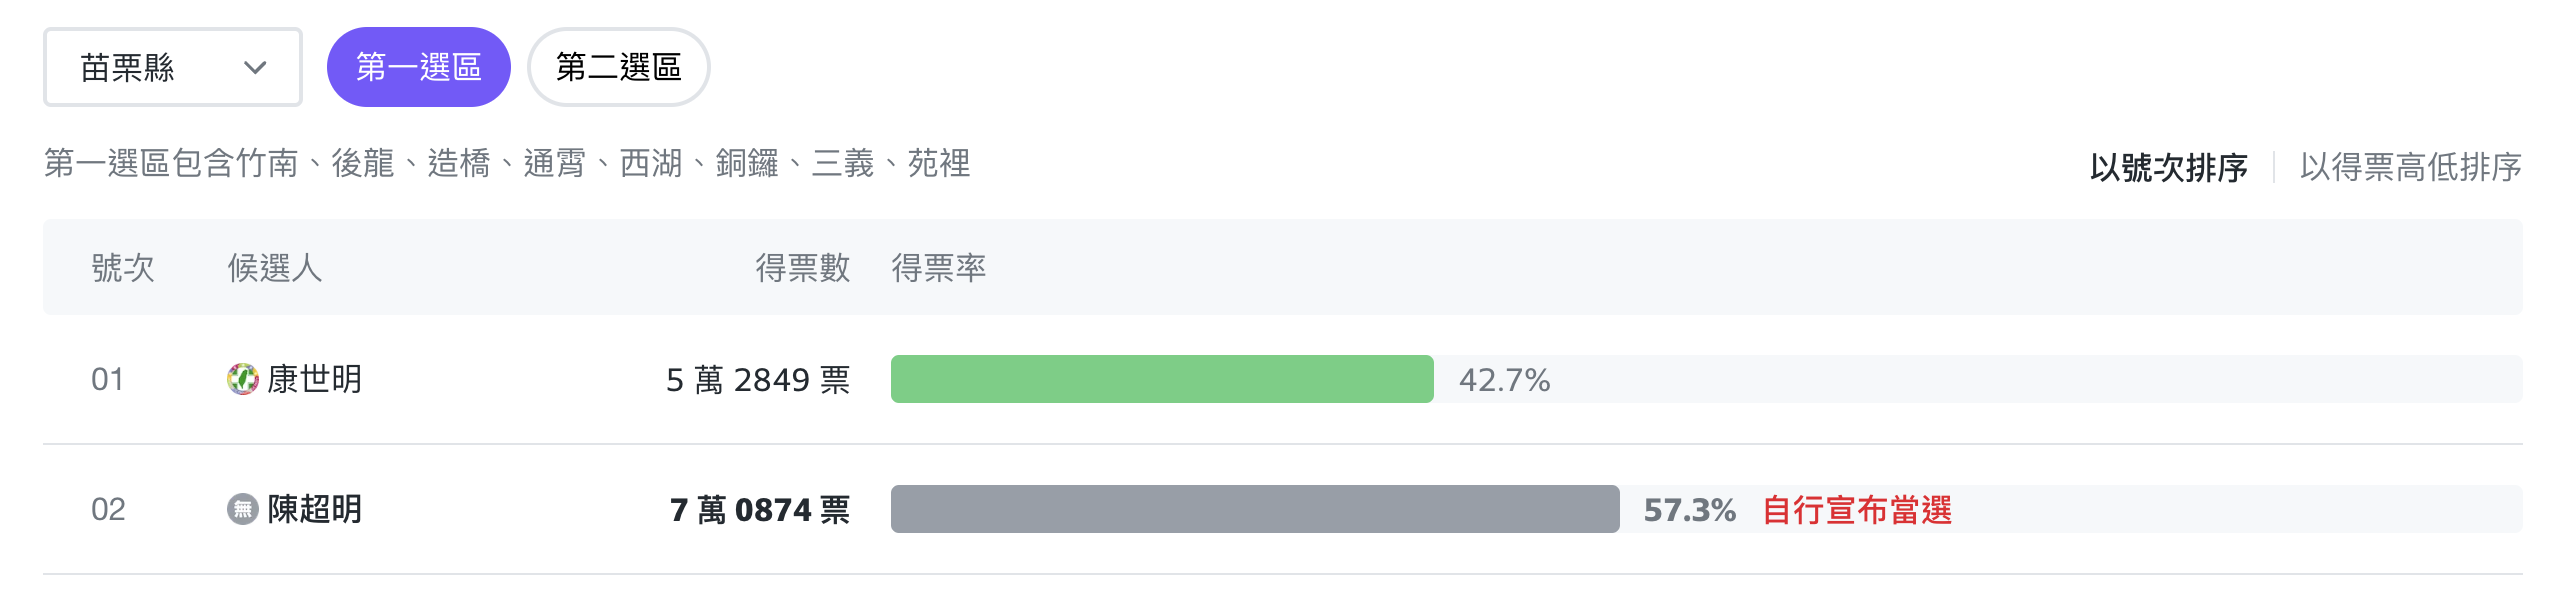 苗栗縣 第一選區 第二選區
第一選區包含竹南、後龍、造橋、通霄、西湖、銅鑼、三義、苑裡
以號次排序 以得票高低排序
號次 候選人 得票數 得票率
01 康世明 5 萬 2849 票 42.7%
02 無 陳超明 7 萬 0874 票 57.3% 自行宣布當選